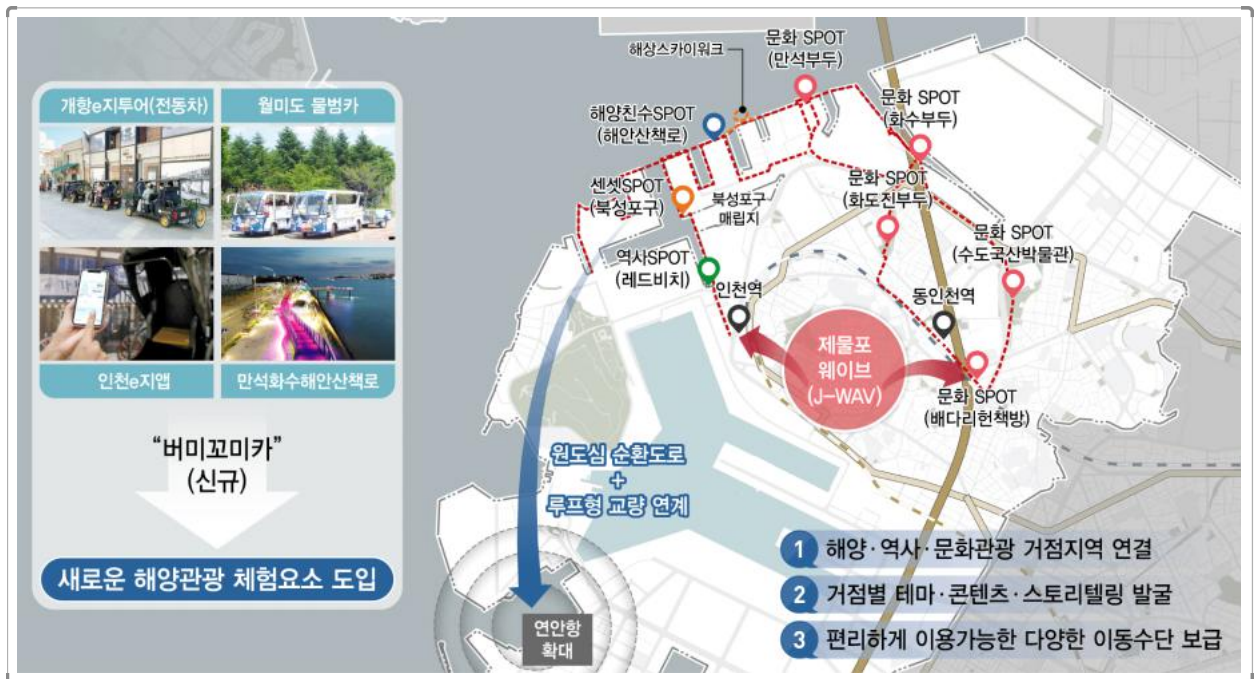 개항e지투어(전동차)
월미도 물범카
인천e지앱
만석화수해안산책로
“버미꼬미카”
(신규)
새로운 해양관광 체험요소 도입
해상스카이워크
문화 SPOT
(만석부두)
해양친수SPOT
(해안산책로)
문화 SPOT
(화수부두)
센셋SPOT
(북성포구)
북성포구
매립지
문화 SPOT
(화도진부두)
문화 SPOT
(수도국산박물관)
역사SPOT
(레드비치)
인천역
동인천역
제물포
웨이브
(J-WAV)
문화 SPOT
(배다리헌책방)
원도심 순환도로
+
루프형 교량 연계
연안항
확대
1 해양·역사·문화관광 거점지역 연결
2 거점별 테마·콘텐츠·스토리텔링 발굴
3 편리하게 이용가능한 다양한 이동수단 보급